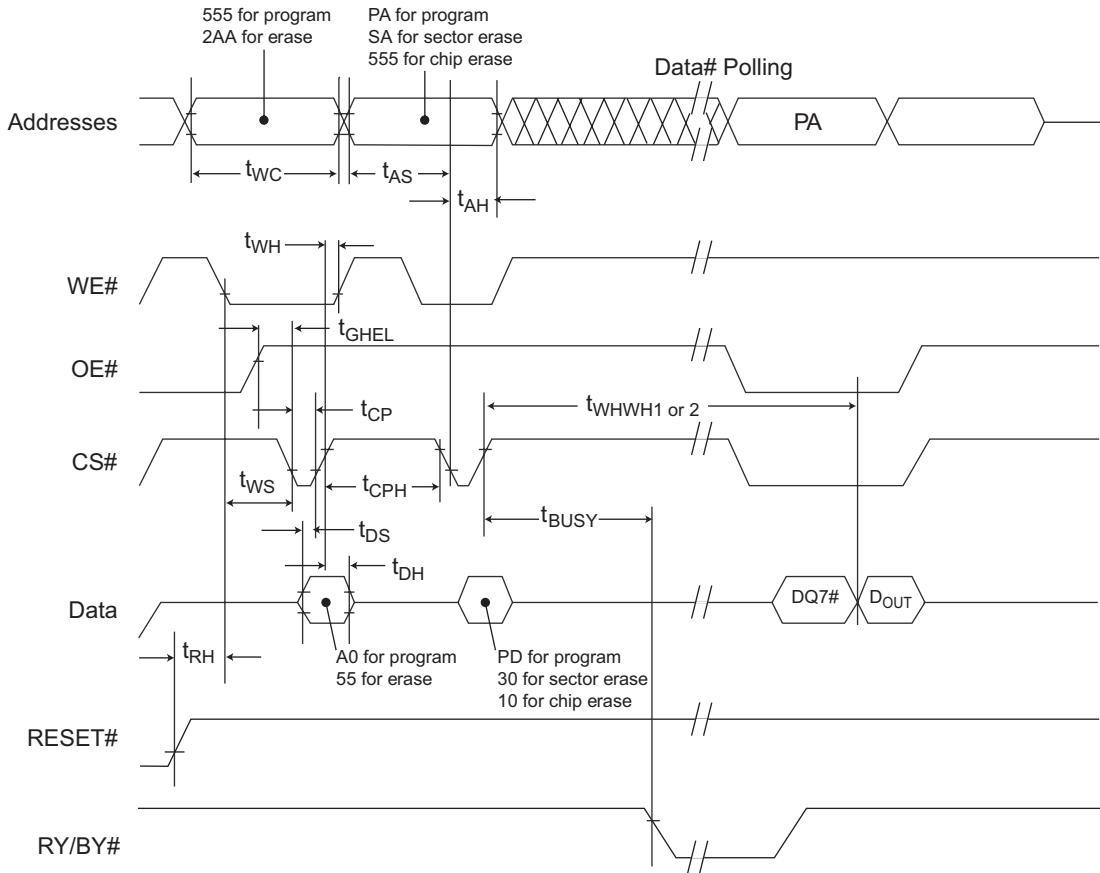 555 for program
2AA for erase
PA for program
SA for sector erase
555 for chip erase
Data# Polling
Addresses
PA
tWC
tAS
tAH
tWH
WE#
tGHEL
OE#
tWHWH1 or 2
tCP
CS#
tWS
tCPH
tBUSY
tDS
tDH
Data
DQ7#
DOUT
tRH
A0 for program
55 for erase
PD for program
30 for sector erase
10 for chip erase
RESET#
RY/BY#